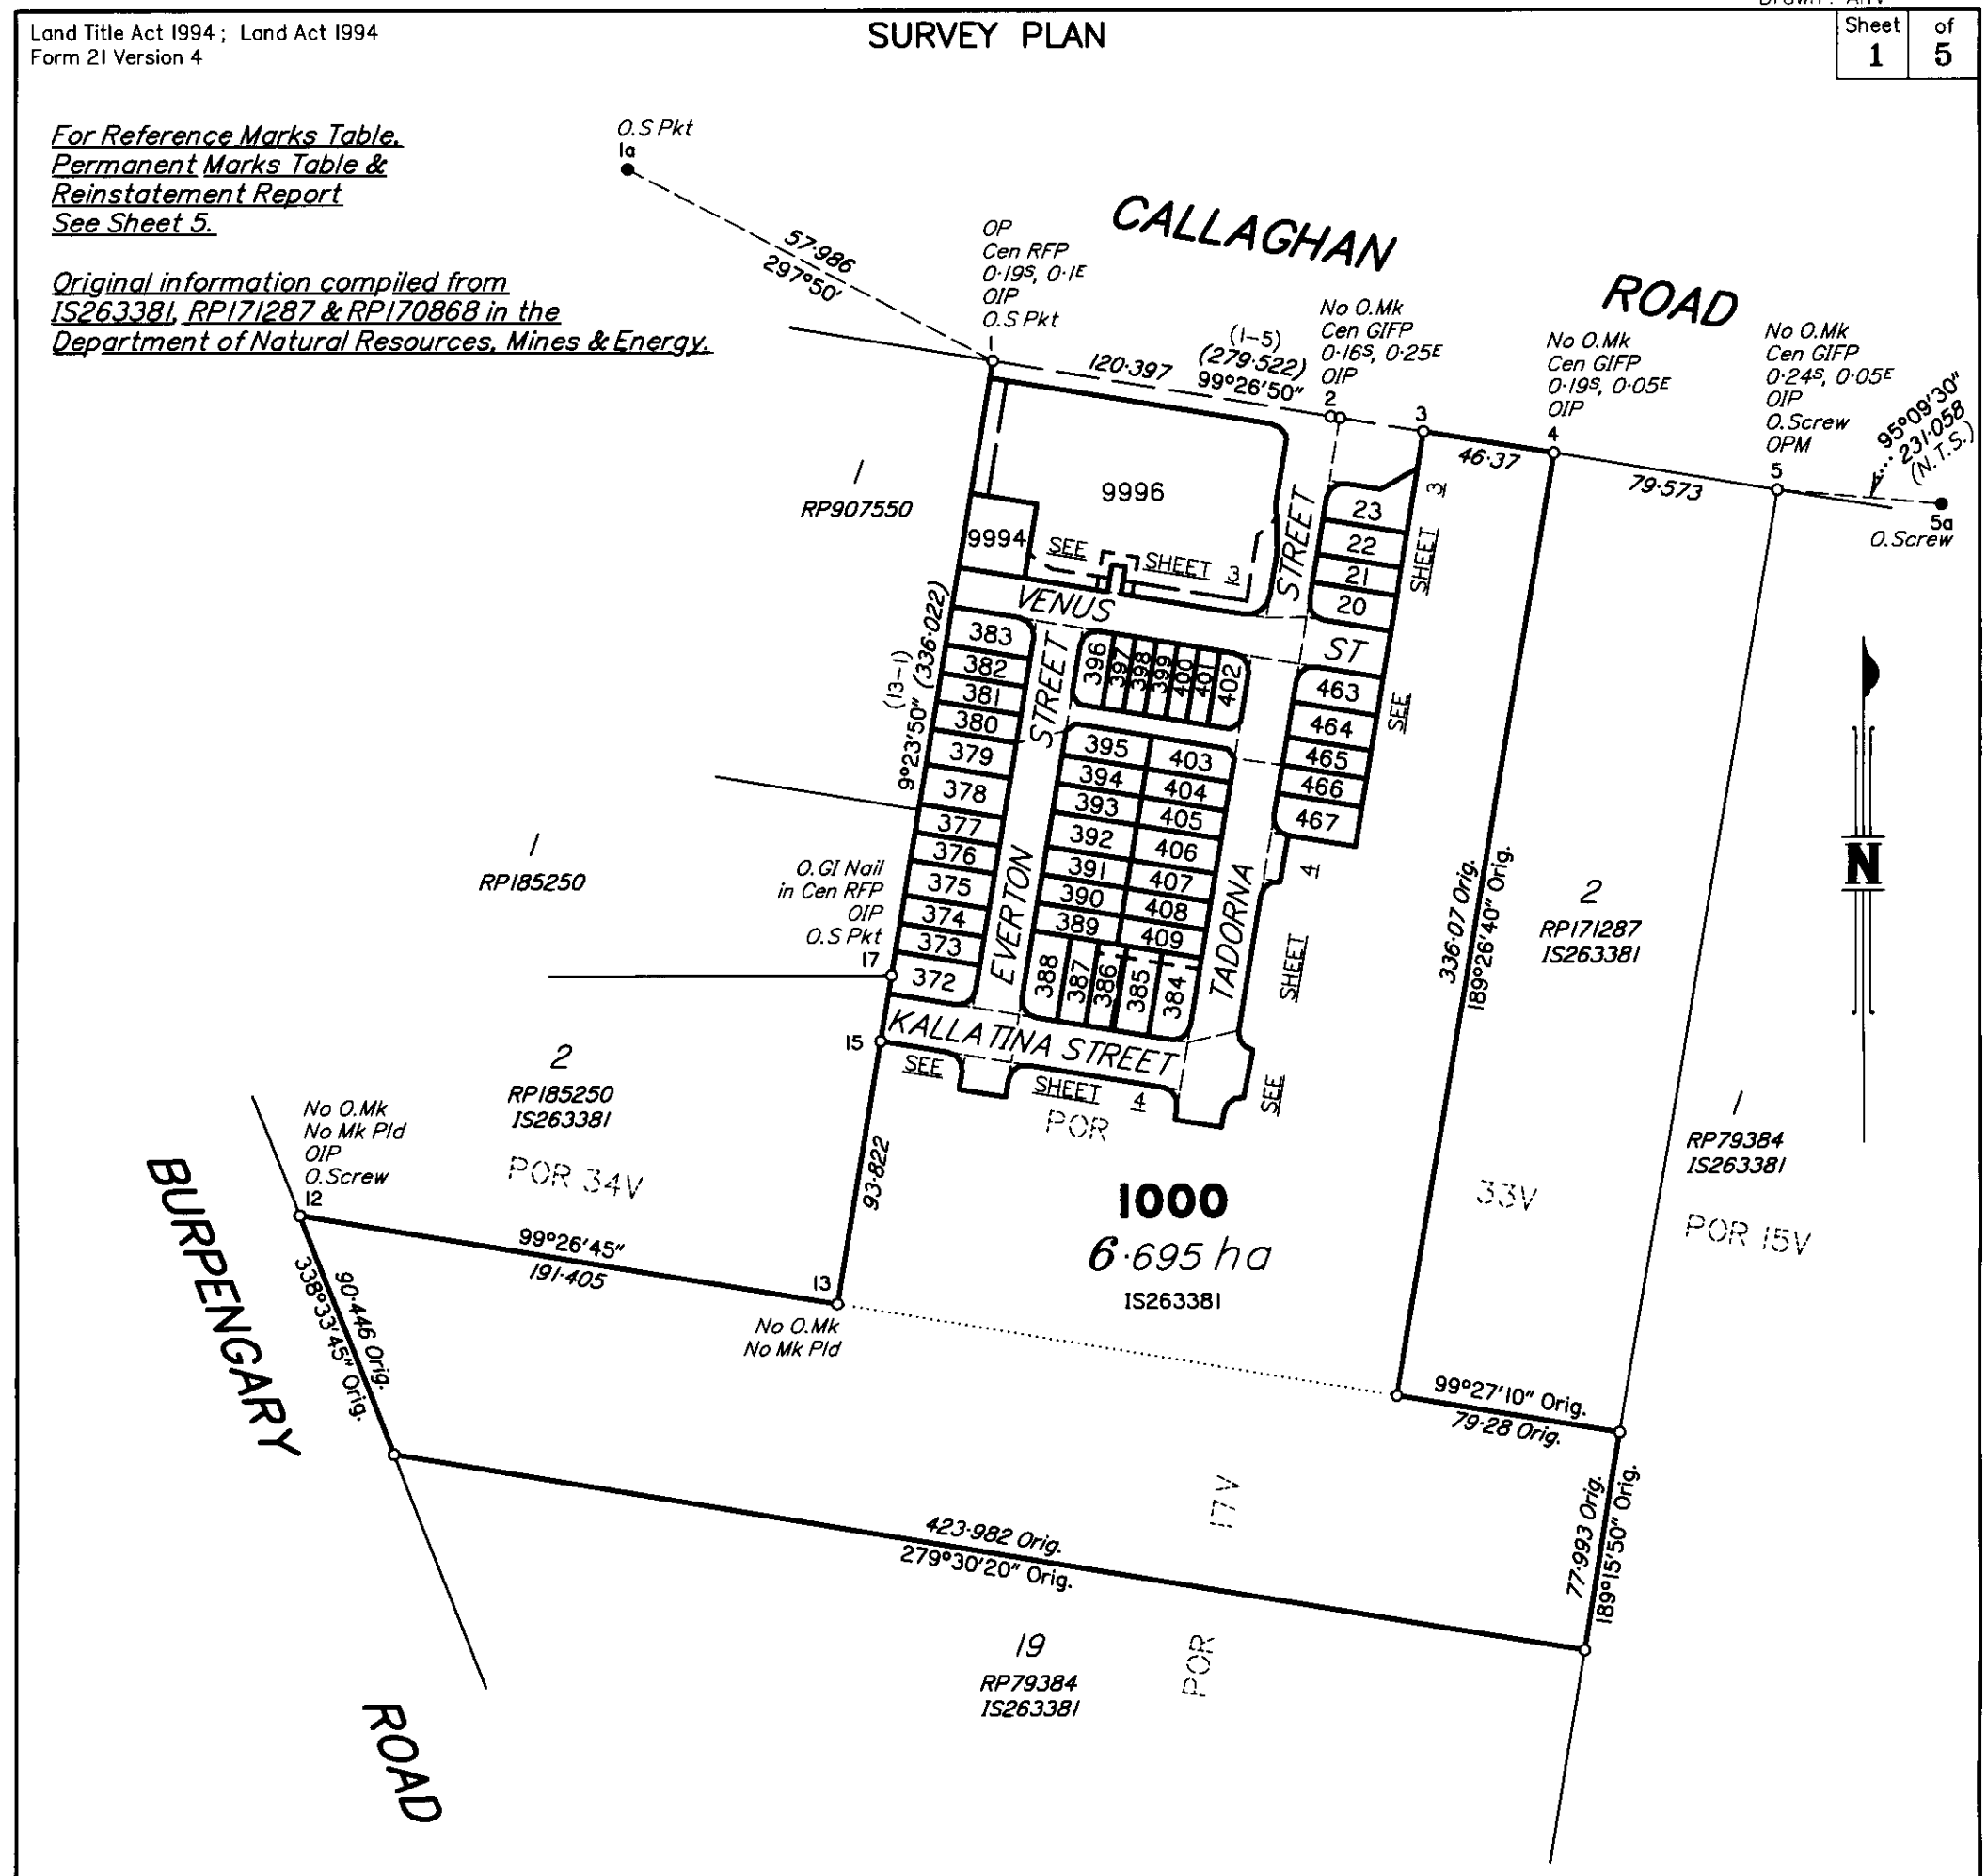 Land Title Act 1994; Land Act 1994
Form 21 Version 4
SURVEY PLAN
Sheet
1
of
5
For Reference Marks Table,
Permanent Marks Table &
Reinstatement Report
See Sheet 5.
Original information compiled from
IS263381, RP171287 & RP170868 in the
Department of Natural Resources, Mines & Energy.
O.S Pkt
1a
57·986
297°50'
CALLAGHAN
ROAD
OP
Cen RFP
0·19S, 0·1E
OIP
O.S Pkt
1
120·397
(1-5)
(279·522)
99°26'50"
No O.Mk
Cen GIFP
0·16S, 0·25E
OIP
2
3
46·37
No O.Mk
Cen GIFP
0·19S, 0·05E
OIP
4
79·573
No O.Mk
Cen GIFP
0·24S, 0·05E
OIP
O.Screw
OPM
5
95°09'30"
231·058
(N.T.S.)
5a
O.Screw
1
RP907550
9996
9994
SEE SHEET 3
STREET
23
22
21
20
SEE SHEET 3
VENUS
ST
(13-1)
9°23'50" (336·022)
383
382
381
380
379
378
377
376
375
374
373
372
STREET
EVERTON
396
397
398
399
400
401
402
463
464
465
466
467
395
394
393
392
391
390
389
403
404
405
406
407
408
409
388
387
386
385
384
TADORNA
SEE SHEET 4
336·07 Orig.
189°26'40" Orig.
2
RP171287
IS263381
N
1
RP185250
O.GI Nail
in Cen RFP
OIP
O.S Pkt
17
15
KALLATINA STREET
SEE SHEET 4
POR
2
RP185250
IS263381
POR 34V
No O.Mk
No Mk Pld
OIP
O.Screw
12
99°26'45"
191·405
93·822
13
No O.Mk
No Mk Pld
1000
6·695 ha
IS263381
33V
1
RP79384
IS263381
POR 15V
BURPENGARY
ROAD
90·446 Orig.
338°33'45" Orig.
99°27'10" Orig.
79·28 Orig.
77·993 Orig.
189°15'50" Orig.
17V
POR
423·982 Orig.
279°30'20" Orig.
19
RP79384
IS263381